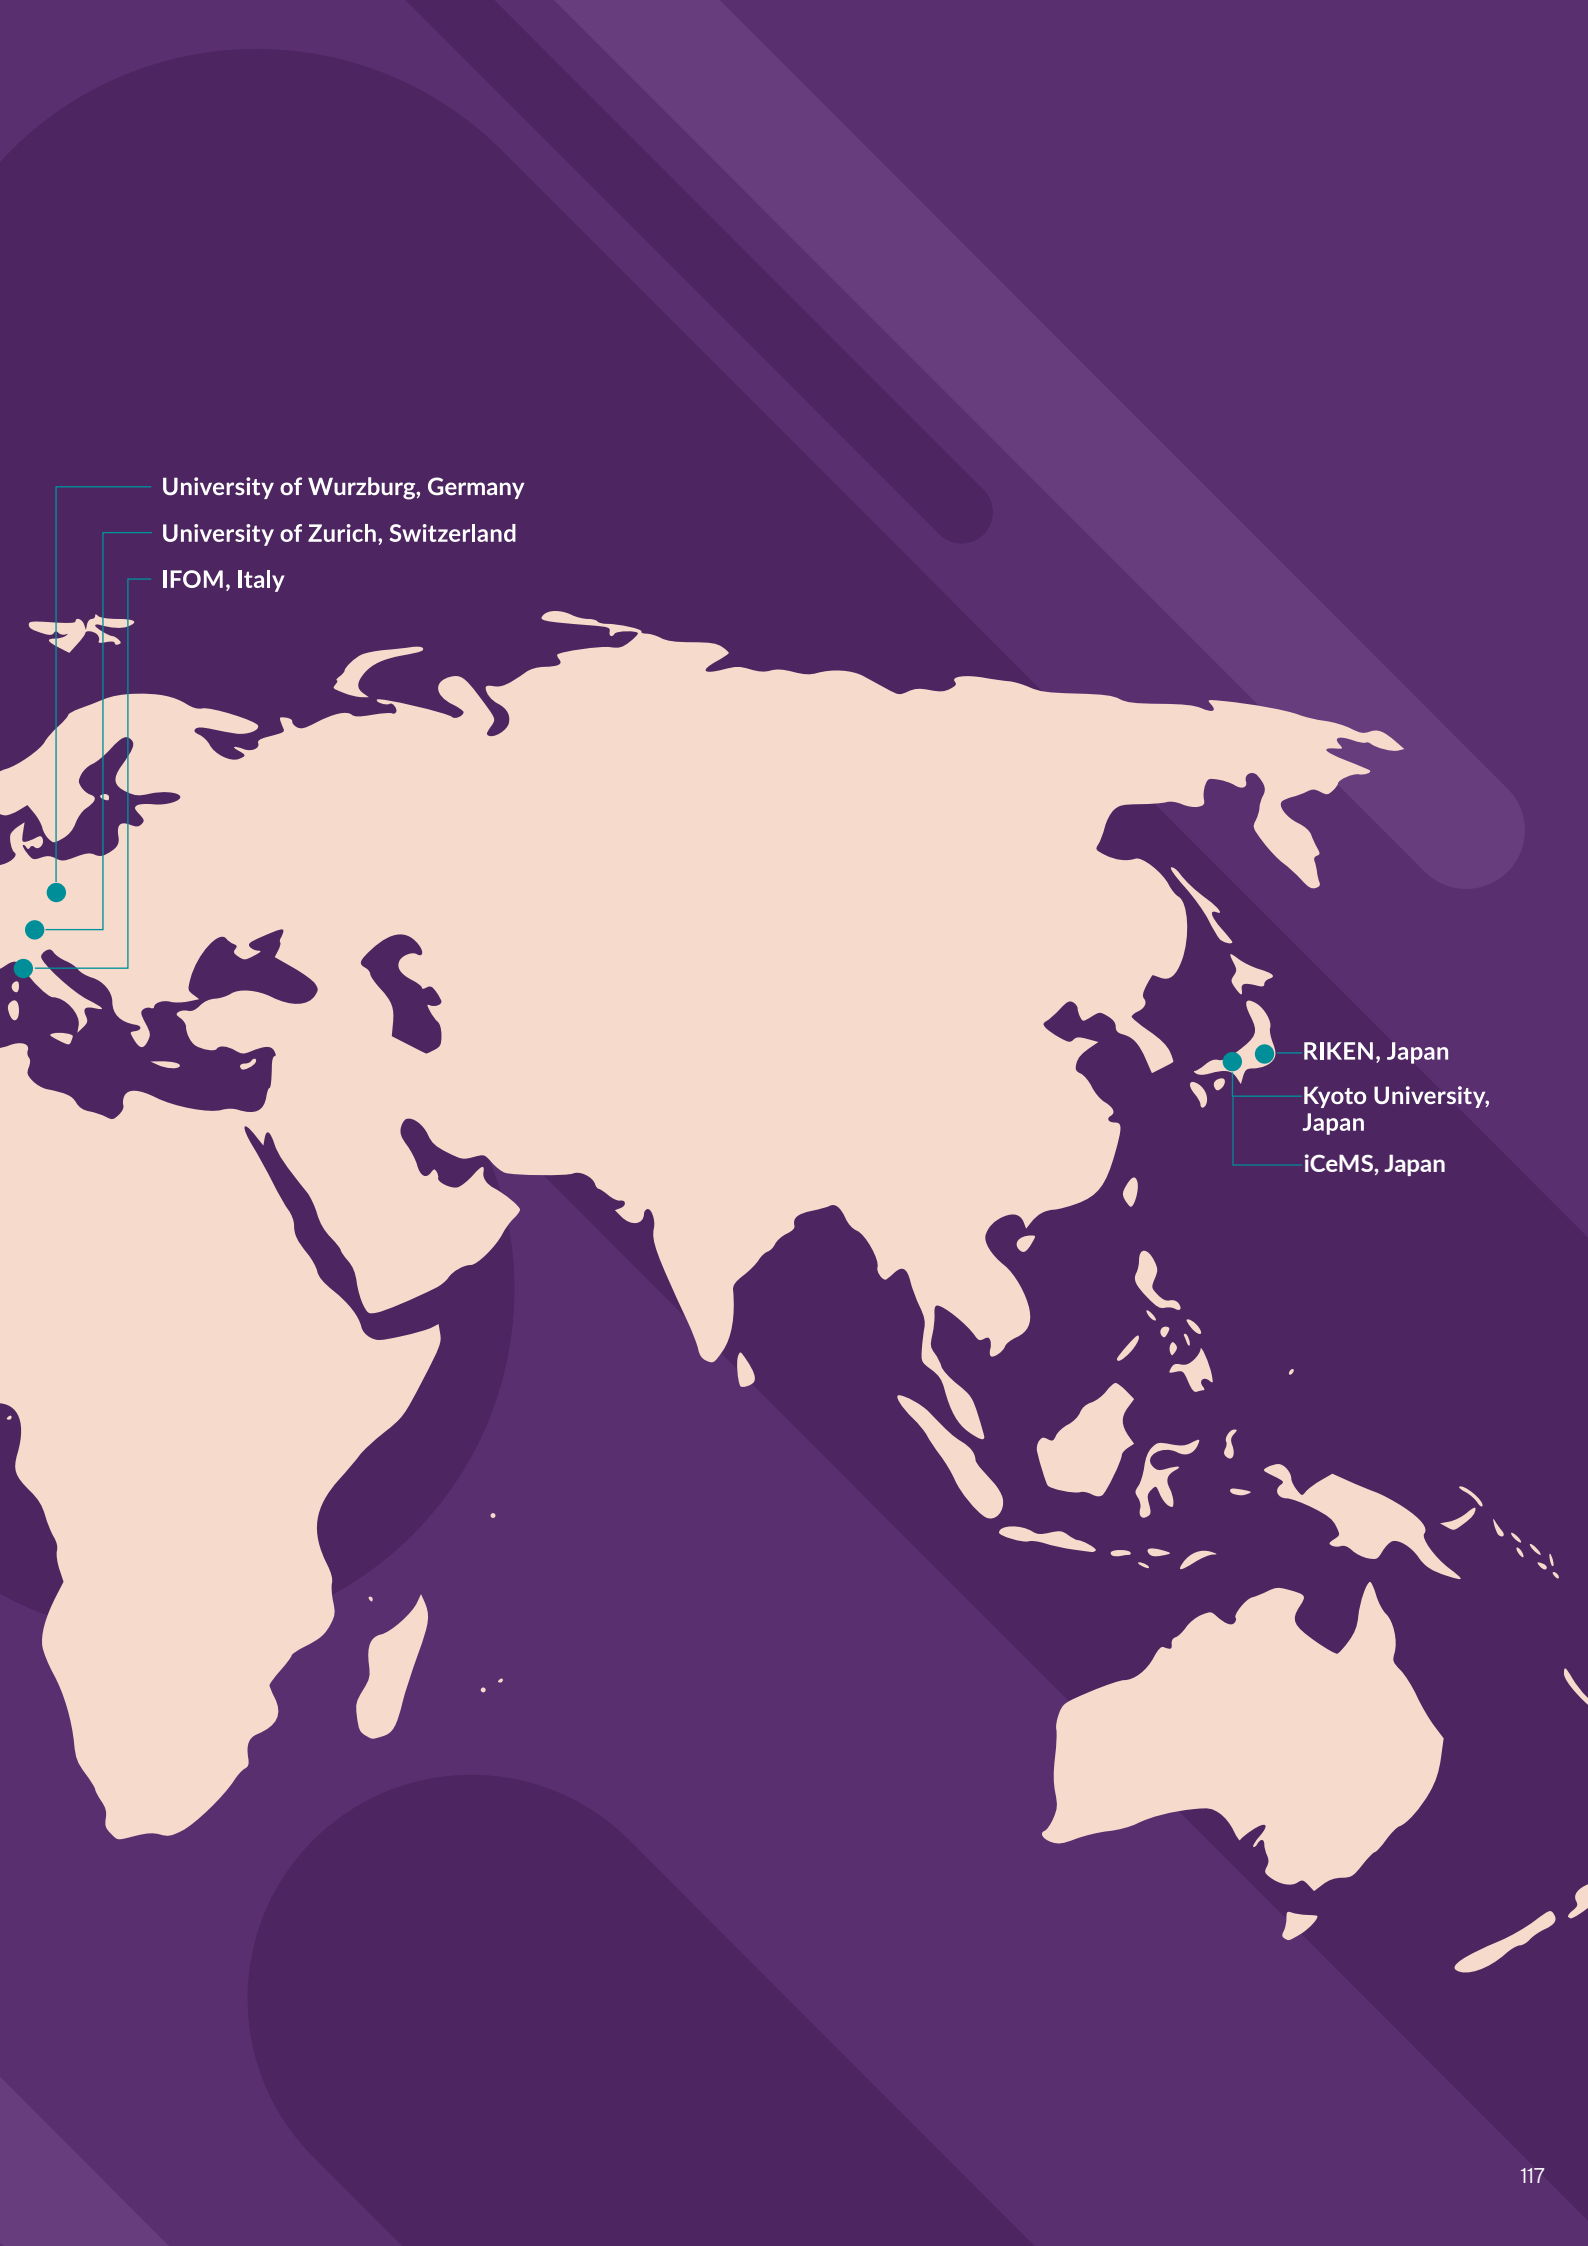 University of Wurzburg, Germany
University of Zurich, Switzerland
IFOM, Italy
RIKEN, Japan
Kyoto University,
Japan
iCeMS, Japan
117